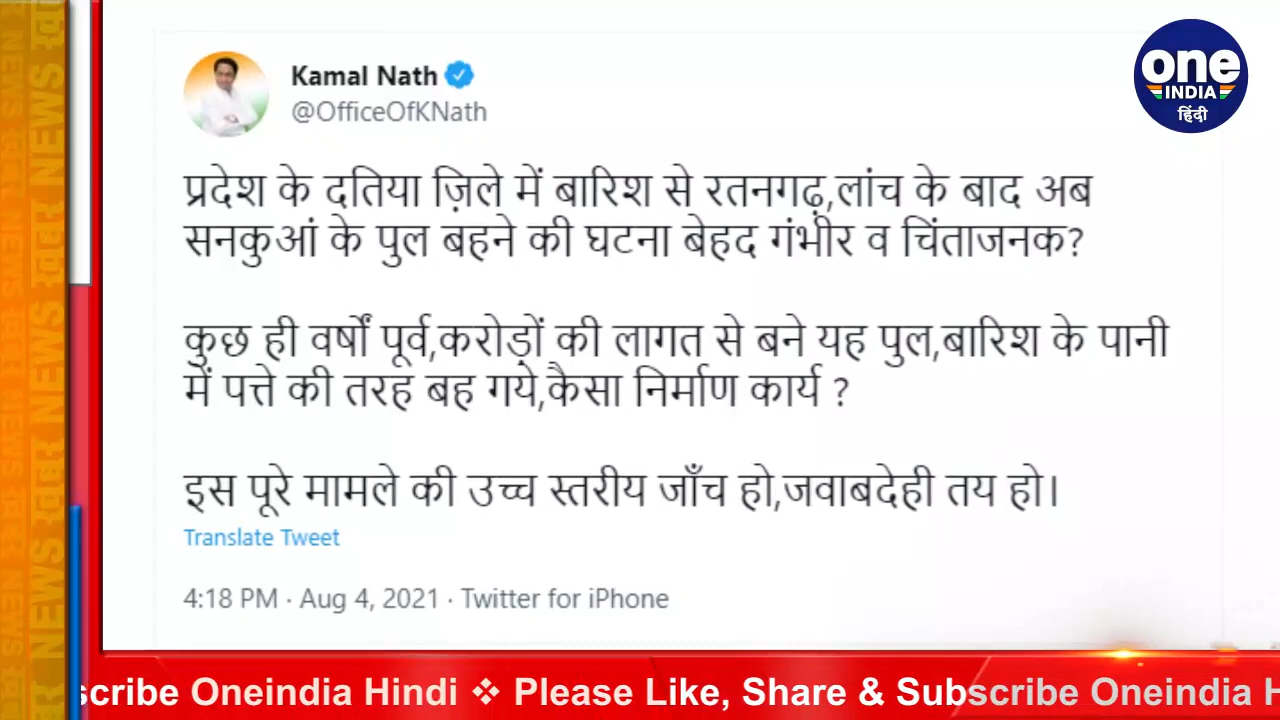 Kamal Nath
@OfficeOfKNath
one
INDIA
हिंदी
प्रदेश के दतिया ज़िले में बारिश से रतनगढ़,लांच के बाद अब
सनकुआं के पुल बहने की घटना बेहद गंभीर व चिंताजनक?
कुछ ही वर्षों पूर्व,करोड़ों की लागत से बने यह पुल,बारिश के पानी
में पत्ते की तरह बह गये,कैसा निर्माण कार्य ?
इस पूरे मामले की उच्च स्तरीय जाँच हो,जवाबदेही तय हो।
Translate Tweet
4:18 PM · Aug 4, 2021 · Twitter for iPhone
scribe Oneindia Hindi ❖ Please Like, Share & Subscribe Oneindia H